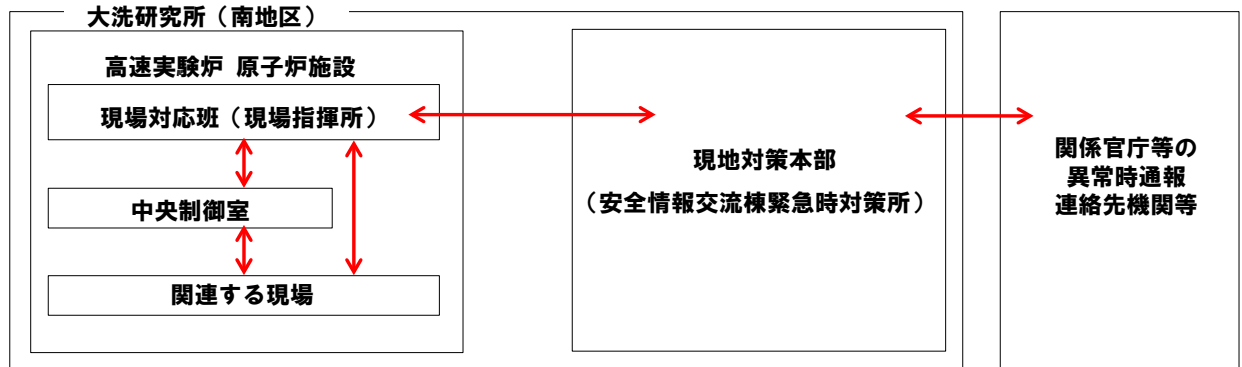 大洗研究所（南地区）
高速実験炉 原子炉施設
現場対応班（現場指揮所）
中央制御室
関連する現場
現地対策本部
（安全情報交流棟緊急時対策所）
関係官庁等の
異常時通報
連絡先機関等